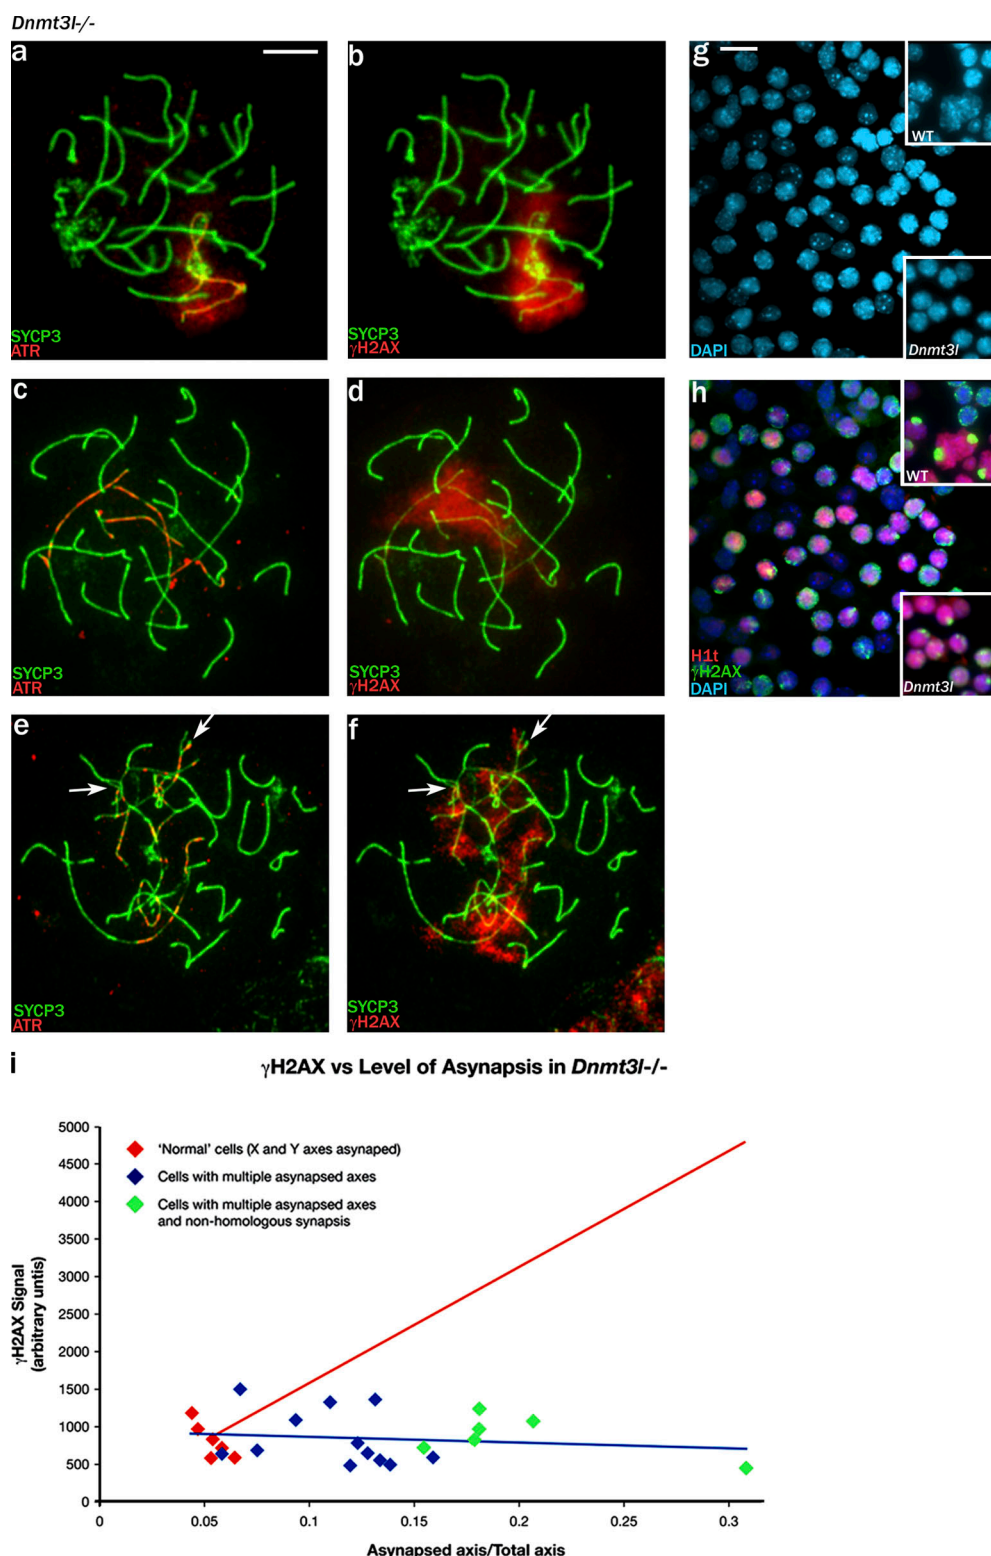 Dnmt3l-/-
a
SYCP3
ATR
b
SYCP3
γH2AX
c
SYCP3
ATR
d
SYCP3
γH2AX
e
SYCP3
ATR
f
SYCP3
γH2AX
g
WT
DAPI
Dnmt3l
h
WT
H1t
γH2AX
DAPI
Dnmt3l
i
γH2AX vs Level of Asynapsis in Dnmt3l-/-
'Normal' cells (X and Y axes asynaped)
Cells with multiple asynapsed axes
Cells with multiple asynapsed axes
and non-homologous synapsis
γH2AX Signal
(arbitrary untis)
5000
4500
4000
3500
3000
2500
2000
1500
1000
500
0
0
0.05
0.1
0.15
0.2
0.25
0.3
Asynapsed axis/Total axis